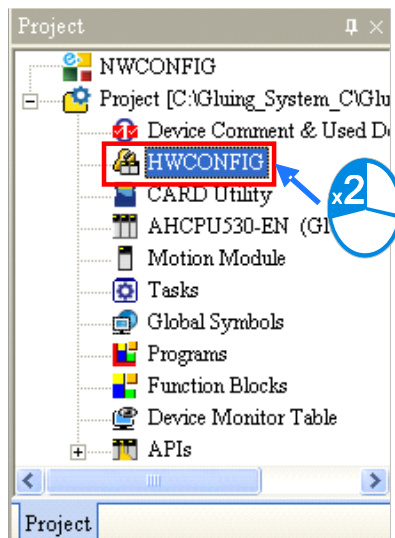 Project
NWCONFIG
Project [C:\Gluing_System_C\Glu
Device Comment & Used D
HWCONFIG
x2
CARD Utility
AHCPU530-EN (Gl
Motion Module
Tasks
Global Symbols
Programs
Function Blocks
Device Monitor Table
APIs
Project